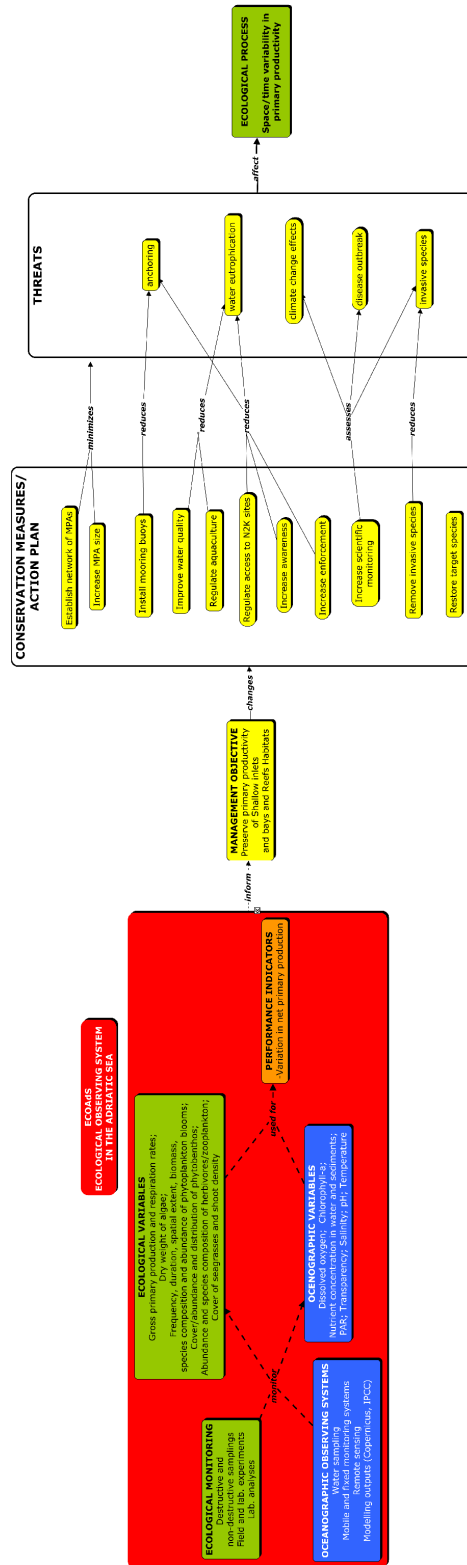 ECOAdS
ECOLOGICAL OBSERVING SYSTEM
IN THE ADRIATIC SEA
ECOLOGICAL MONITORING
Destructive and
non-destructive samplings
Field and lab. experiments
Lab. analyses
OCEANOGRAPHIC OBSERVING SYSTEMS
Water sampling
Mobile and fixed monitoring systems
Remote sensing
Modelling outputs (Copernicus, IPCC)
monitor
ECOLOGICAL VARIABLES
Gross primary production and respiration rates;
Dry weight of algae;
Frequency, duration, spatial extent, biomass,
species composition and abundance of phytoplankton blooms;
Cover/abundance and distribution of phytobenthos;
Abundance and species composition of herbivores/zooplankton;
Cover of seagrasses and shoot density
OCENOGRAPHIC VARIABLES
Dissolved oxygen; Chlorophyll-a;
Nutrient concentration in water and sediments;
PAR; Transparency; Salinity; pH; Temperature
used for
PERFORMANCE INDICATORS
-Variation in net primary production
inform
MANAGEMENT OBJECTIVE
Preserve primary productivity
of Shallow inlets
and bays and Reefs Habitats
changes
CONSERVATION MEASURES/
ACTION PLAN
Establish network of MPAs
Increase MPA size
Install mooring buoys
Improve water quality
Regulate aquaculture
Regulate access to N2K sites
Increase awareness
Increase enforcement
Increase scientific
monitoring
Remove invasive species
Restore target species
minimizes
reduces
reduces
reduces
assesses
reduces
THREATS
anchoring
water eutrophication
climate change effects
disease outbreak
invasive species
affect
ECOLOGICAL PROCESS
Space/time variability in
primary productivity